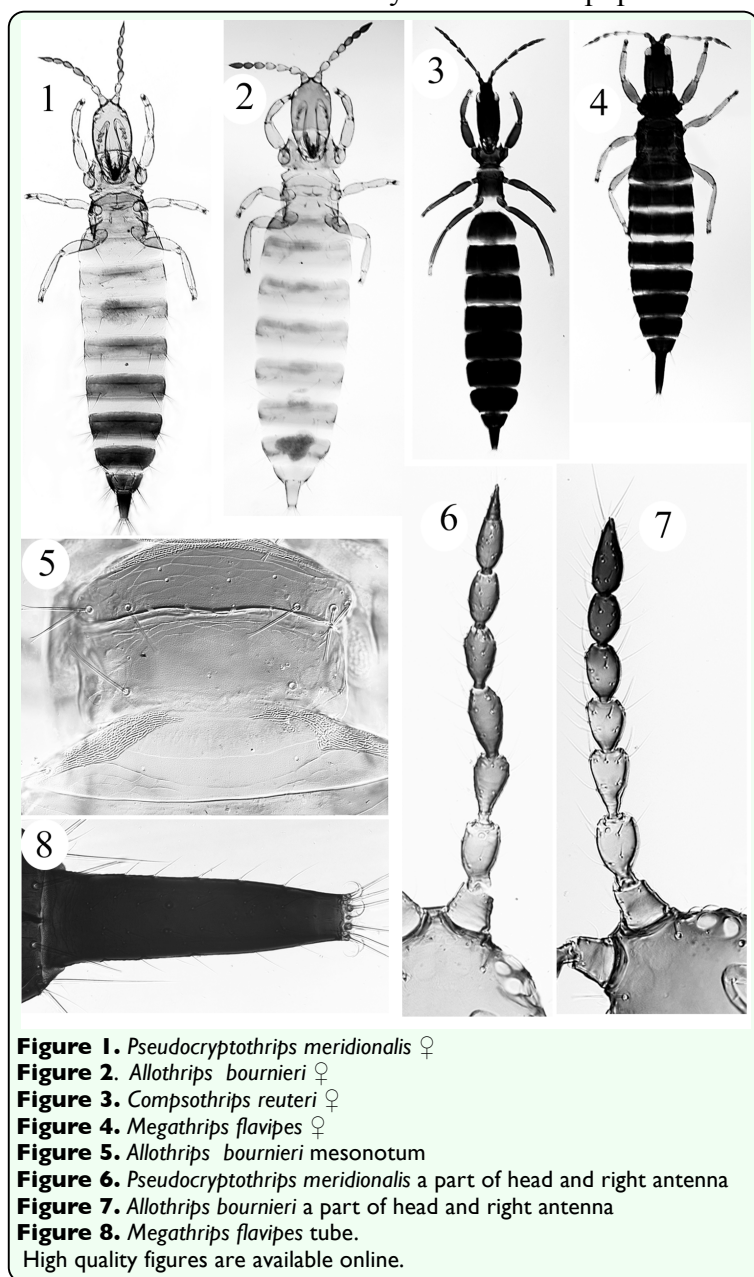 1
2
3
4
5
6
7
8
Figure 1. Pseudocryptothrips meridionalis ♀
Figure 2. Allothrips bournieri ♀
Figure 3. Compsothrips reuteri ♀
Figure 4. Megathrips flavipes ♀
Figure 5. Allothrips bournieri mesonotum
Figure 6. Pseudocryptothrips meridionalis a part of head and right antenna
Figure 7. Allothrips bournieri a part of head and right antenna
Figure 8. Megathrips flavipes tube.
High quality figures are available online.